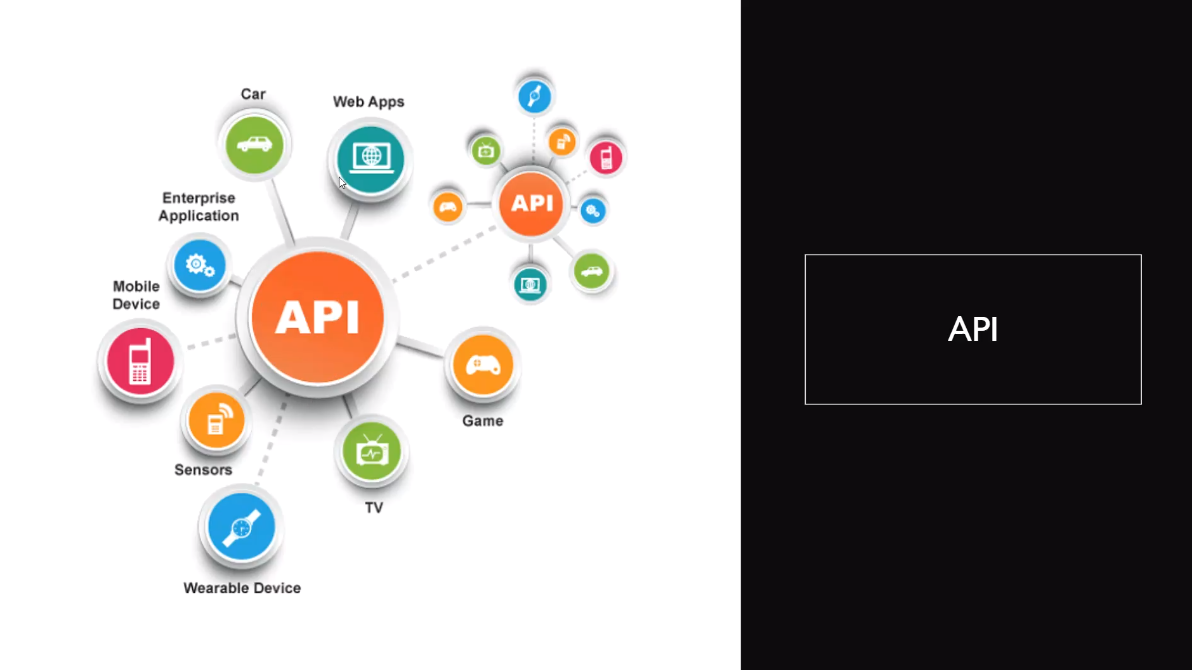 Car
Web Apps
Enterprise
Application
Mobile
Device
API
API
Game
Sensors
TV
Wearable Device
API